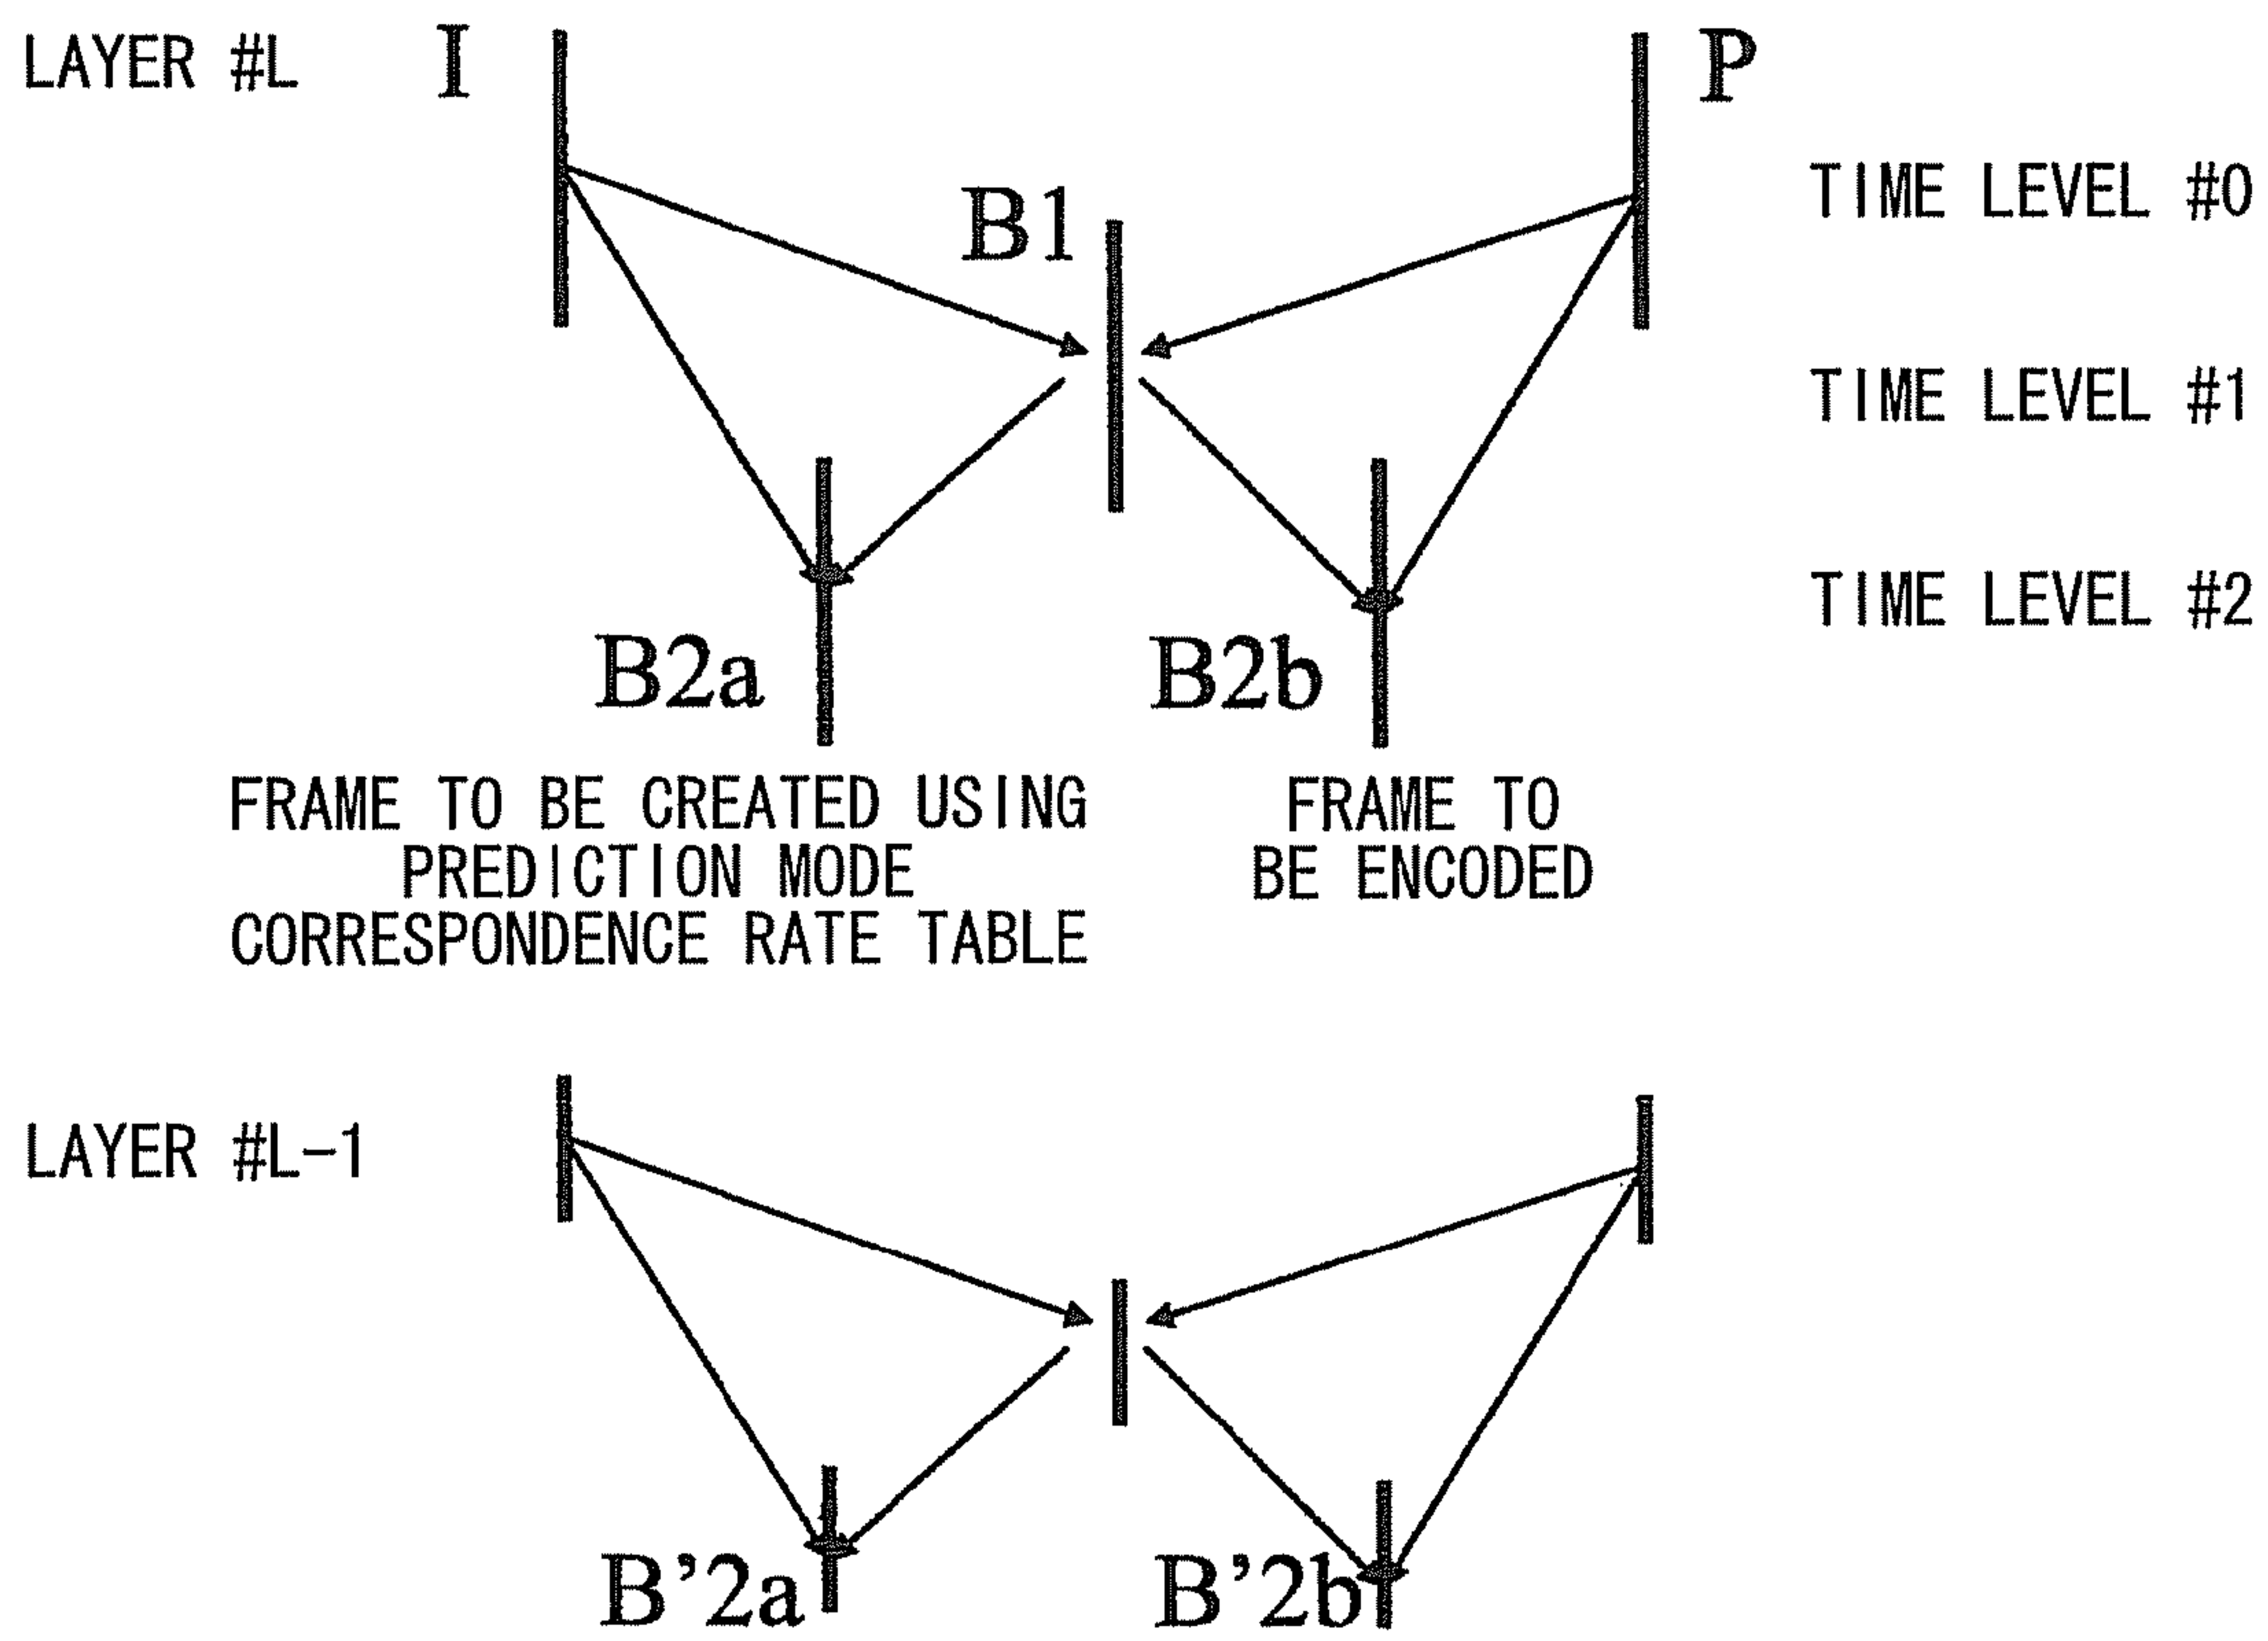 LAYER #L
I
P
B1
TIME LEVEL #0
TIME LEVEL #1
TIME LEVEL #2
B2a
B2b
FRAME TO BE CREATED USING
PREDICTION MODE
CORRESPONDENCE RATE TABLE
FRAME TO
BE ENCODED
LAYER #L-1
B'2a
B'2b